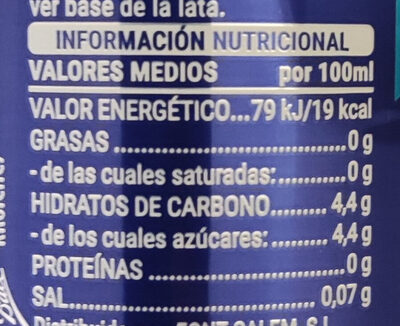 ver base de la lata.
INFORMACIÓN NUTRICIONAL
VALORES MEDIOS por 100ml
VALOR ENERGÉTICO...79 kJ/19 kcal
GRASAS ........................0 g
- de las cuales saturadas:...........0 g
HIDRATOS DE CARBONO......... 4,4 g
- de los cuales azúcares:......... 4,4 g
PROTEÍNAS ....................0 g
SAL............................. 0,07 g